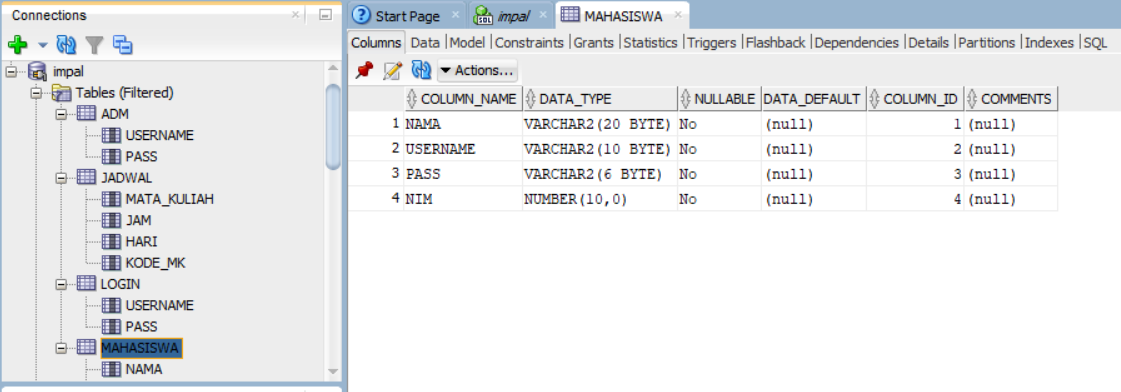 Connections
impal
Tables (Filtered)
ADM
USERNAME
PASS
JADWAL
MATA_KULIAH
JAM
HARI
KODE_MK
LOGIN
USERNAME
PASS
MAHASISWA
NAMA
Start Page impal MAHASISWA
Columns Data Model Constraints Grants Statistics Triggers Flashback Dependencies Details Partitions Indexes SQL
Actions...
COLUMN_NAME DATA_TYPE NULLABLE DATA_DEFAULT COLUMN_ID COMMENTS
1 NAMA VARCHAR2(20 BYTE) No (null) 1 (null)
2 USERNAME VARCHAR2(10 BYTE) No (null) 2 (null)
3 PASS VARCHAR2(6 BYTE) No (null) 3 (null)
4 NIM NUMBER(10,0) No (null) 4 (null)